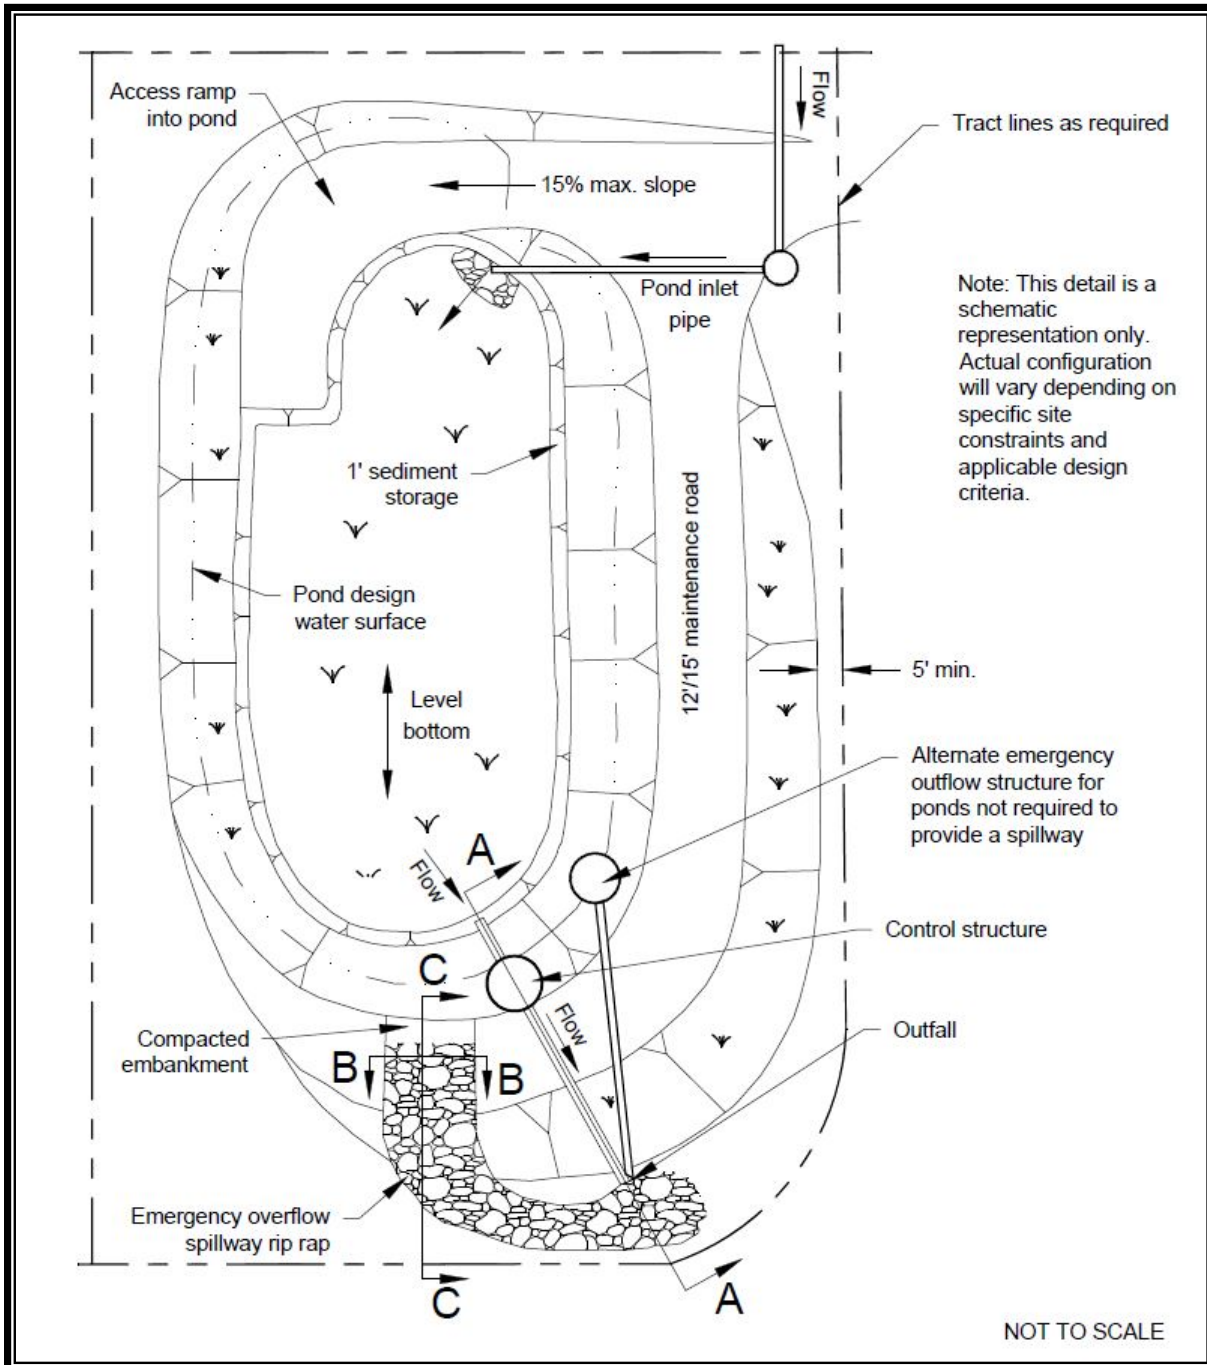 Flow
Access ramp
into pond
Tract lines as required
15% max. slope
Pond inlet
pipe
Note: This detail is a
schematic
representation only.
Actual configuration
will vary depending on
specific site
constraints and
applicable design
criteria.
1' sediment
storage
12'/15' maintenance road
Pond design
water surface
5' min.
Level
bottom
Alternate emergency
outflow structure for
ponds not required to
provide a spillway
A
Flow
Control structure
C
Flow
Outfall
Compacted
embankment
B
B
Emergency overflow
spillway rip rap
C
A
NOT TO SCALE